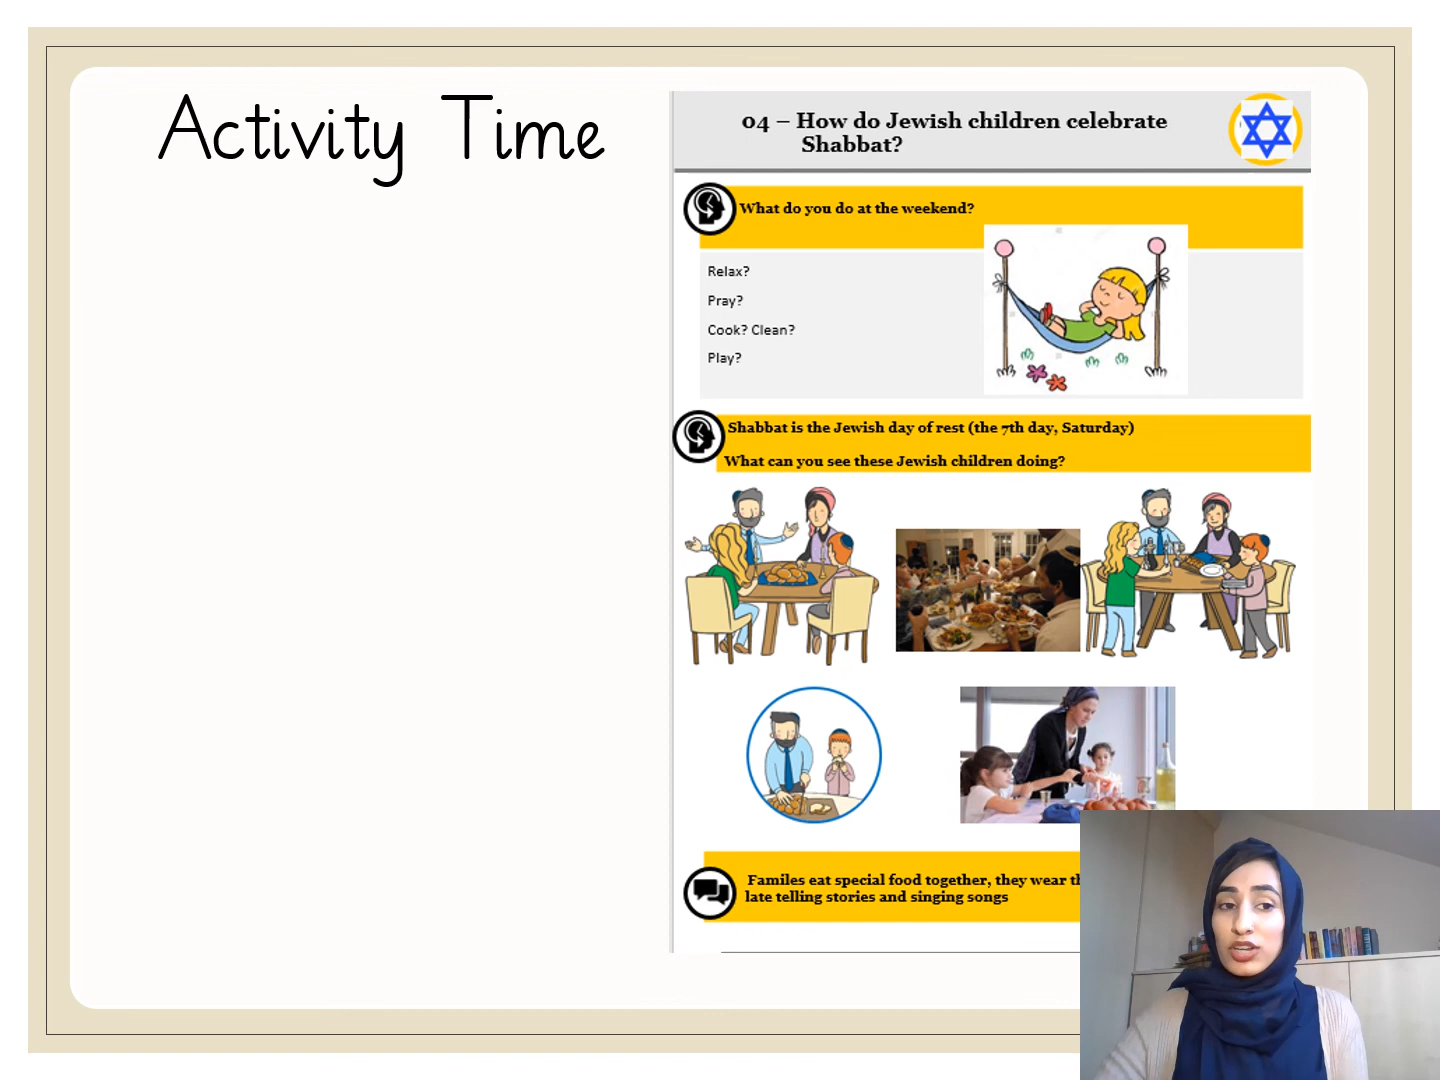 Activity Time
04 – How do Jewish children celebrate
Shabbat?
What do you do at the weekend?
Relax?
Pray?
Cook? Clean?
Play?
Shabbat is the Jewish day of rest (the 7th day, Saturday)
What can you see these Jewish children doing?
Familes eat special food together, they wear
late telling stories and singing songs